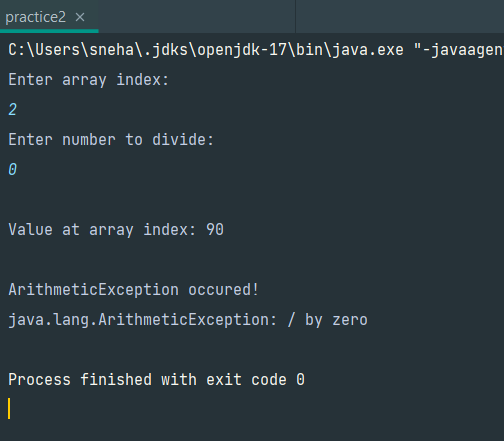 practice2 ×
C:\Users\sneha\.jdks\openjdk-17\bin\java.exe "-javaagen
Enter array index:
2
Enter number to divide:
0
Value at array index: 90
ArithmeticException occured!
java.lang.ArithmeticException: / by zero
Process finished with exit code 0